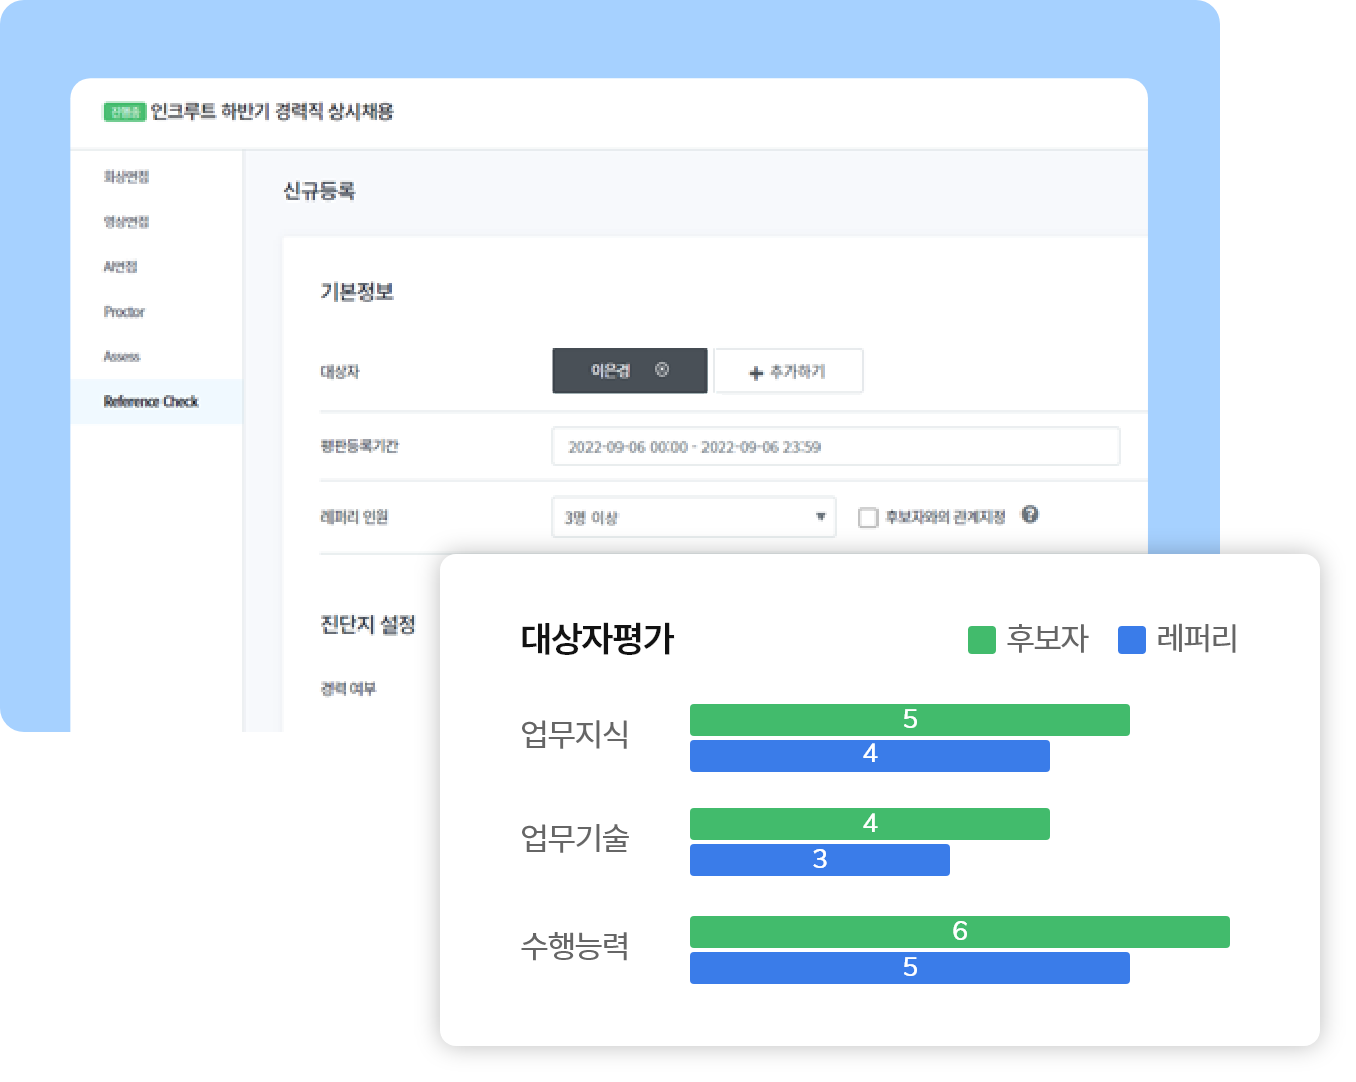 진행중 인크루트 하반기 경력직 상시채용
화상면접
영상면접
AI면접
Proctor
Assess
Reference Check
신규등록
기본정보
대상자 이은경 추가하기
평판등록기간 2022-09-06 00:00 - 2022-09-06 23:59
레퍼리 인원 3명 이상 후보자와의 관계지정 ?
진단지 설정
경력 여부
대상자평가 후보자 레퍼리
업무지식
5
4
업무기술
4
3
수행능력
6
5